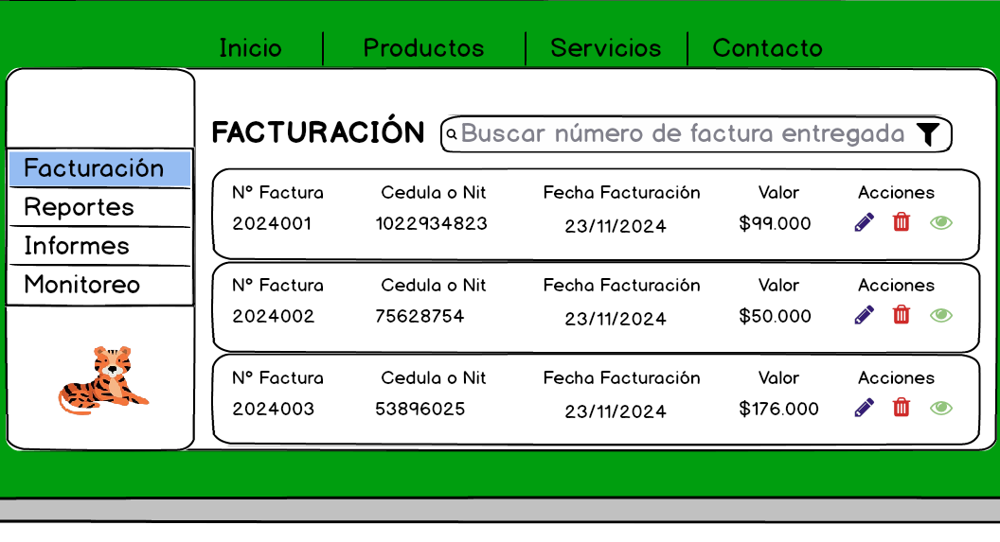 Inicio Productos Servicios Contacto
FACTURACIÓN Buscar número de factura entregada
Facturación
Reportes
Informes
Monitoreo
Nº Factura Cedula o Nit Fecha Facturación Valor Acciones
2024001 1022934823 23/11/2024 $99.000
Nº Factura Cedula o Nit Fecha Facturación Valor Acciones
2024002 75628754 23/11/2024 $50.000
Nº Factura Cedula o Nit Fecha Facturación Valor Acciones
2024003 53896025 23/11/2024 $176.000